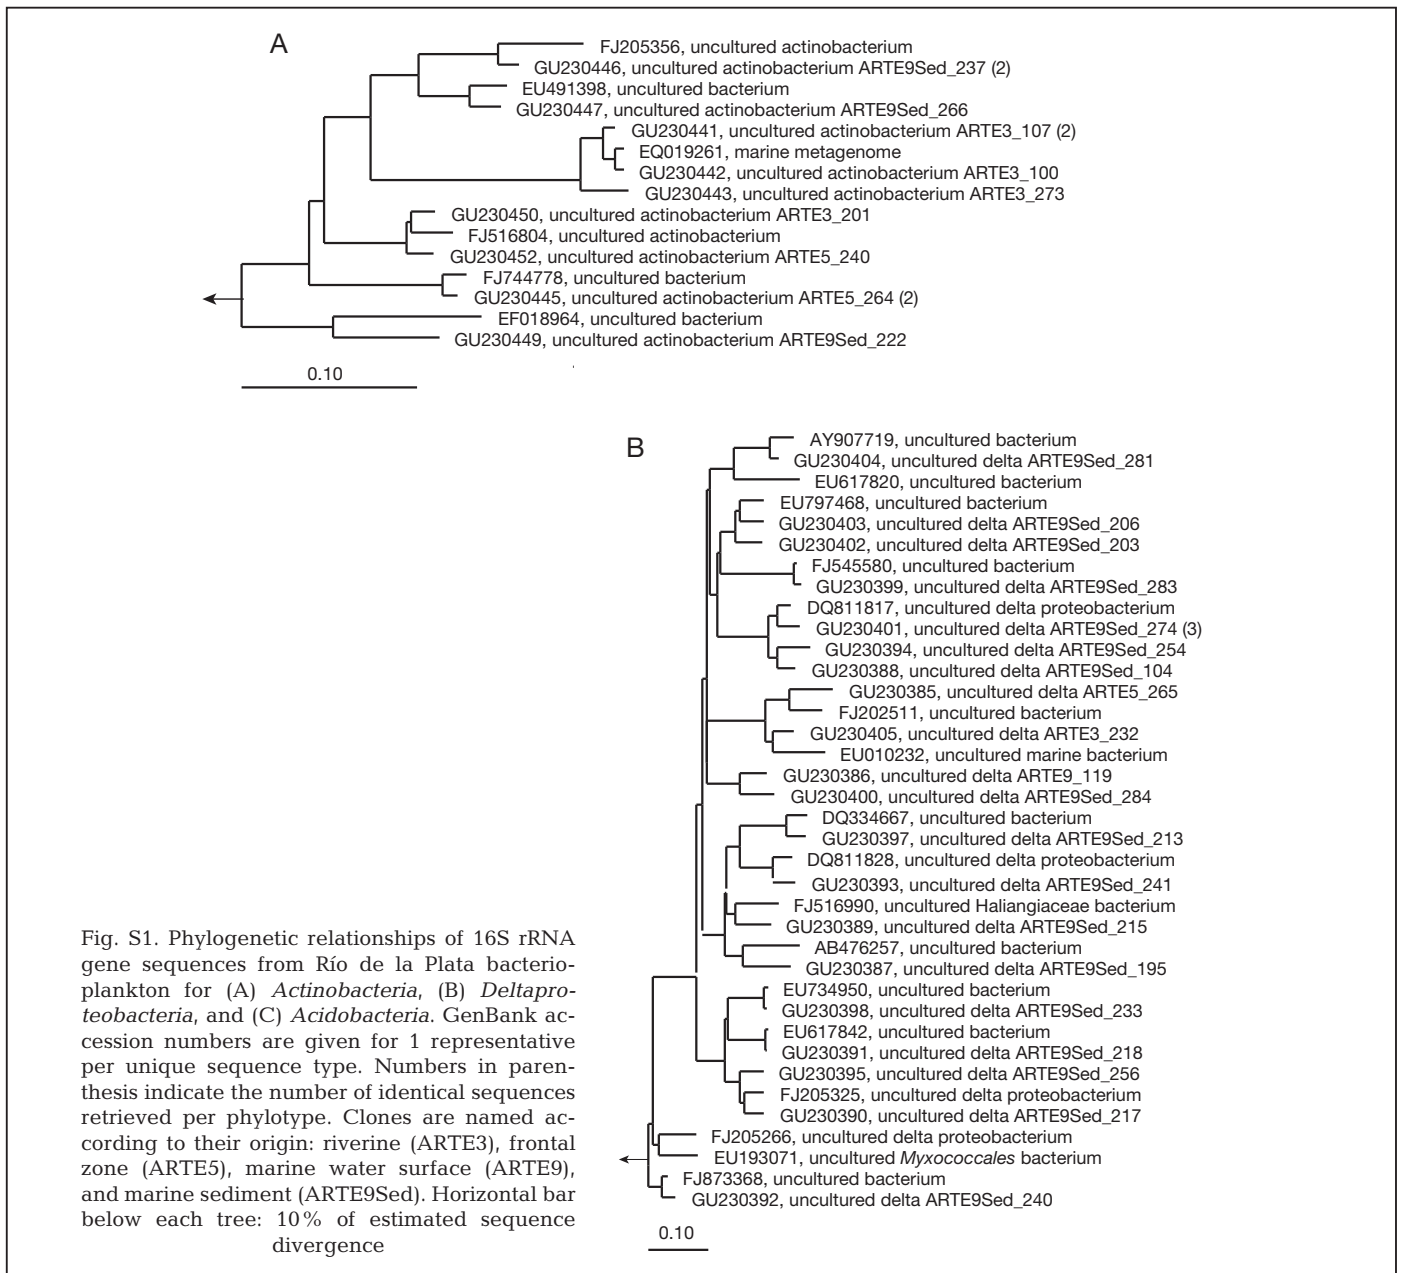 A
FJ205356, uncultured actinobacterium
GU230446, uncultured actinobacterium ARTE9Sed_237 (2)
EU491398, uncultured bacterium
GU230447, uncultured actinobacterium ARTE9Sed_266
GU230441, uncultured actinobacterium ARTE3_107 (2)
EQ019261, marine metagenome
GU230442, uncultured actinobacterium ARTE3_100
GU230443, uncultured actinobacterium ARTE3_273
GU230450, uncultured actinobacterium ARTE3_201
FJ516804, uncultured actinobacterium
GU230452, uncultured actinobacterium ARTE5_240
FJ744778, uncultured bacterium
GU230445, uncultured actinobacterium ARTE5_264 (2)
EF018964, uncultured bacterium
GU230449, uncultured actinobacterium ARTE9Sed_222
0.10
B
AY907719, uncultured bacterium
GU230404, uncultured delta ARTE9Sed_281
EU617820, uncultured bacterium
EU797468, uncultured bacterium
GU230403, uncultured delta ARTE9Sed_206
GU230402, uncultured delta ARTE9Sed_203
FJ545580, uncultured bacterium
GU230399, uncultured delta ARTE9Sed_283
DQ811817, uncultured delta proteobacterium
GU230401, uncultured delta ARTE9Sed_274 (3)
GU230394, uncultured delta ARTE9Sed_254
GU230388, uncultured delta ARTE9Sed_104
GU230385, uncultured delta ARTE5_265
FJ202511, uncultured bacterium
GU230405, uncultured delta ARTE3_232
EU010232, uncultured marine bacterium
GU230386, uncultured delta ARTE9_119
GU230400, uncultured delta ARTE9Sed_284
DQ334667, uncultured bacterium
GU230397, uncultured delta ARTE9Sed_213
DQ811828, uncultured delta proteobacterium
GU230393, uncultured delta ARTE9Sed_241
FJ516990, uncultured Haliangiaceae bacterium
GU230389, uncultured delta ARTE9Sed_215
AB476257, uncultured bacterium
GU230387, uncultured delta ARTE9Sed_195
EU734950, uncultured bacterium
GU230398, uncultured delta ARTE9Sed_233
EU617842, uncultured bacterium
GU230391, uncultured delta ARTE9Sed_218
GU230395, uncultured delta ARTE9Sed_256
FJ205325, uncultured delta proteobacterium
GU230390, uncultured delta ARTE9Sed_217
FJ205266, uncultured delta proteobacterium
EU193071, uncultured Myxococcales bacterium
FJ873368, uncultured bacterium
GU230392, uncultured delta ARTE9Sed_240
0.10
Fig. S1. Phylogenetic relationships of 16S rRNA
gene sequences from Río de la Plata bacterio-
plankton for (A) Actinobacteria, (B) Deltapro-
teobacteria, and (C) Acidobacteria. GenBank ac-
cession numbers are given for 1 representative
per unique sequence type. Numbers in paren-
thesis indicate the number of identical sequences
retrieved per phylotype. Clones are named ac-
cording to their origin: riverine (ARTE3), frontal
zone (ARTE5), marine water surface (ARTE9),
and marine sediment (ARTE9Sed). Horizontal bar
below each tree: 10% of estimated sequence
divergence